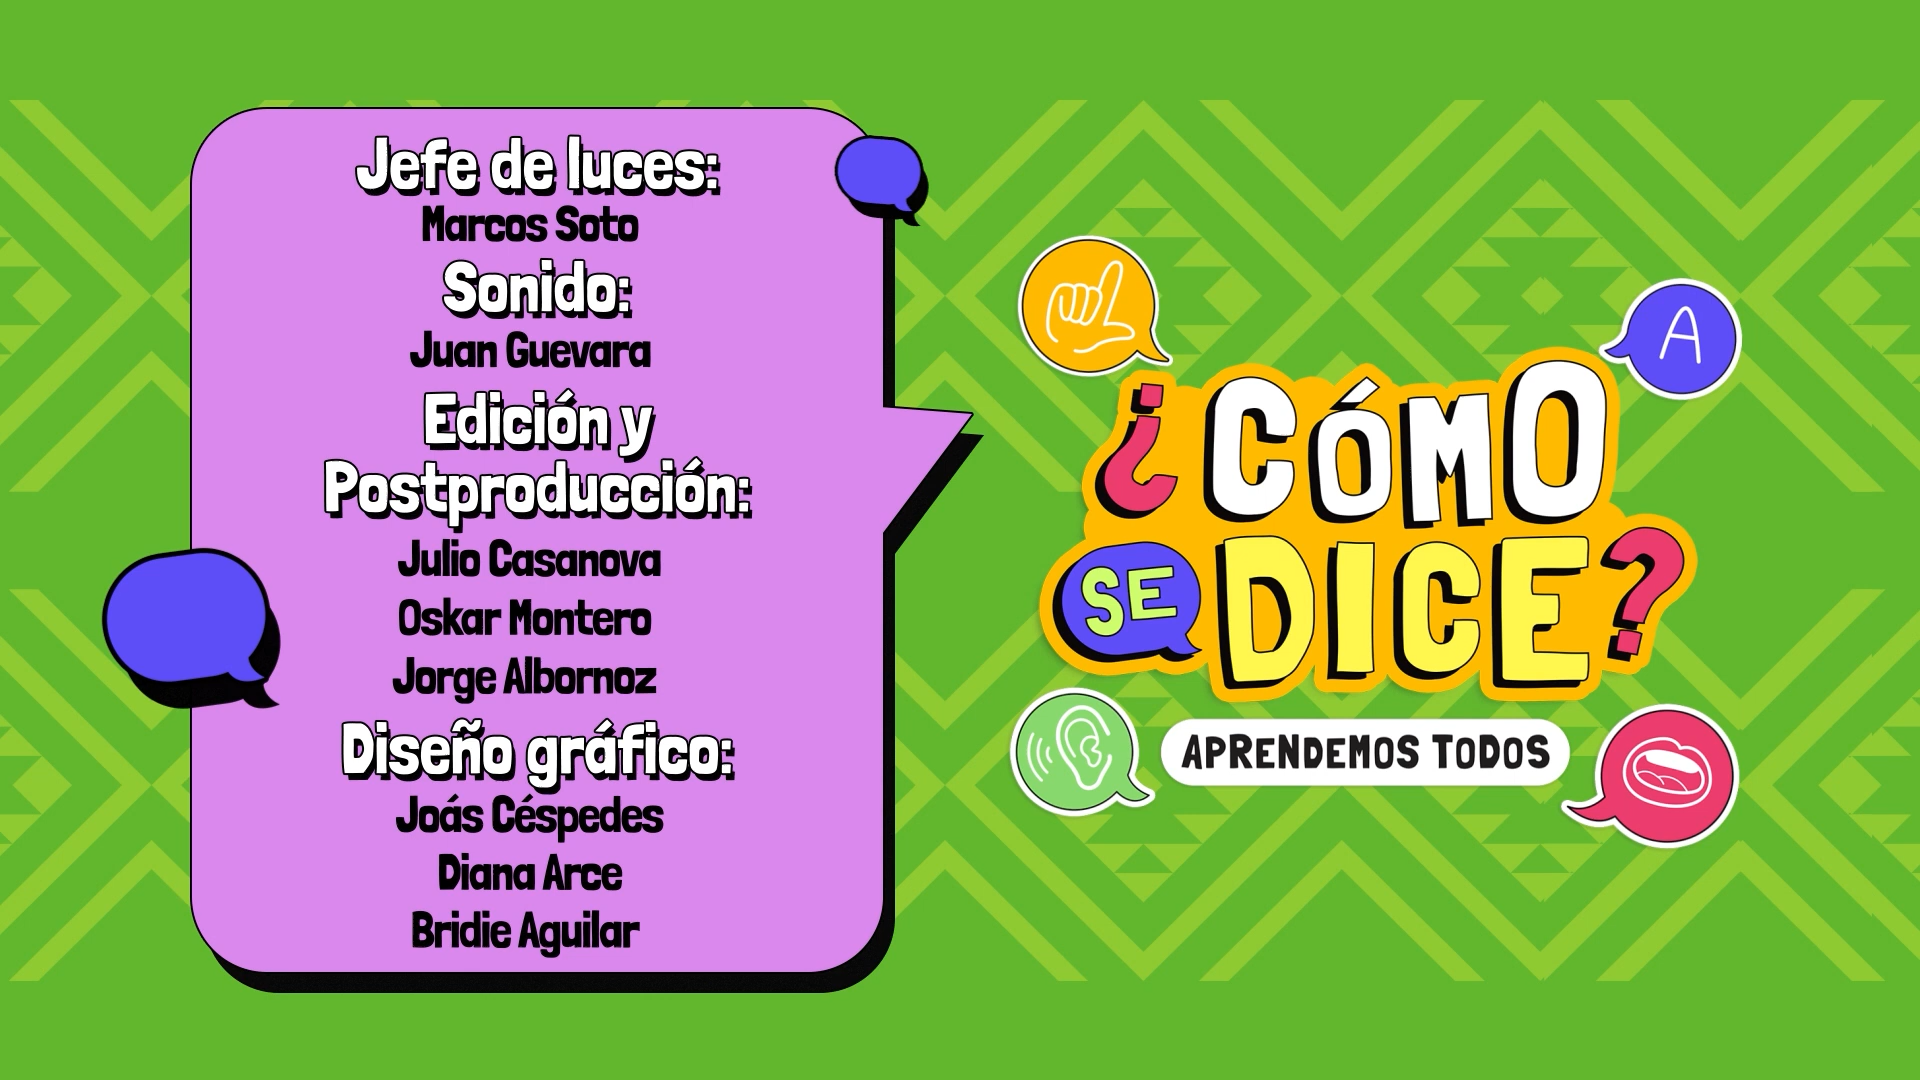 Jefe de luces:
Marcos Soto
Sonido:
Juan Guevara
Edición y
Postproducción:
Julio Casanova
Oskar Montero
Jorge Albornoz
Diseño gráfico:
Joás Céspedes
Diana Arce
Bridie Aguilar
A
¿CÓMO
SE DICE?
APRENDEMOS TODOS